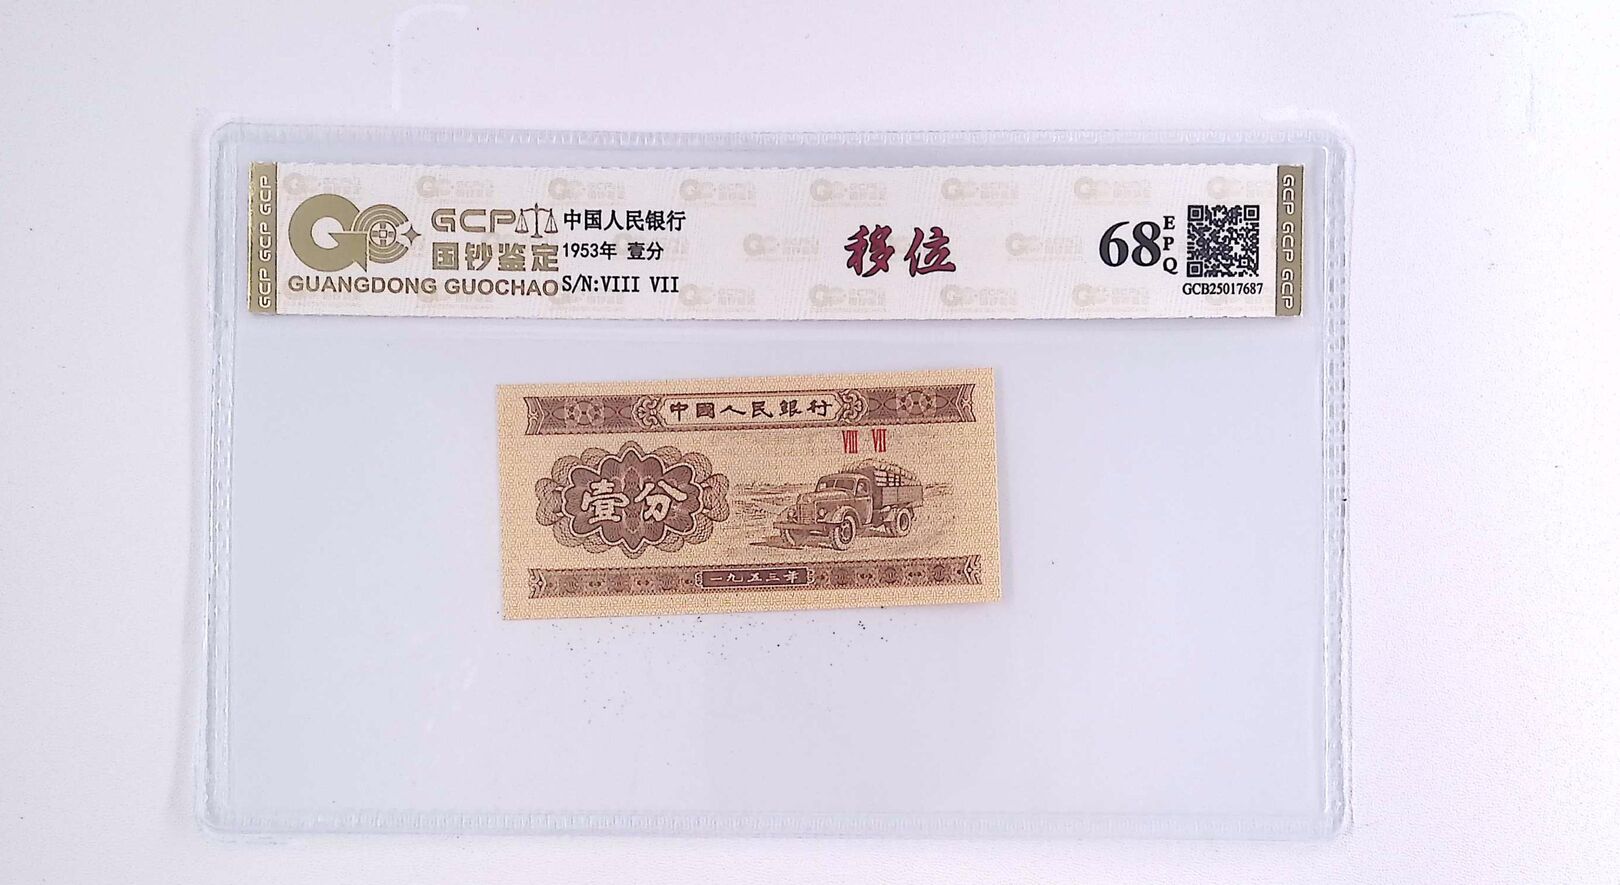 GCP GCP GCP
GCP
国钞鉴定
GUANGDONG GUOCHAO
中国人民银行
1953年 壹分
S/N:VIII VII
移位
68
EPQ
GCB25017687
GCP GCP GCP
中國人民銀行
VIII VII
壹分
一九五三年